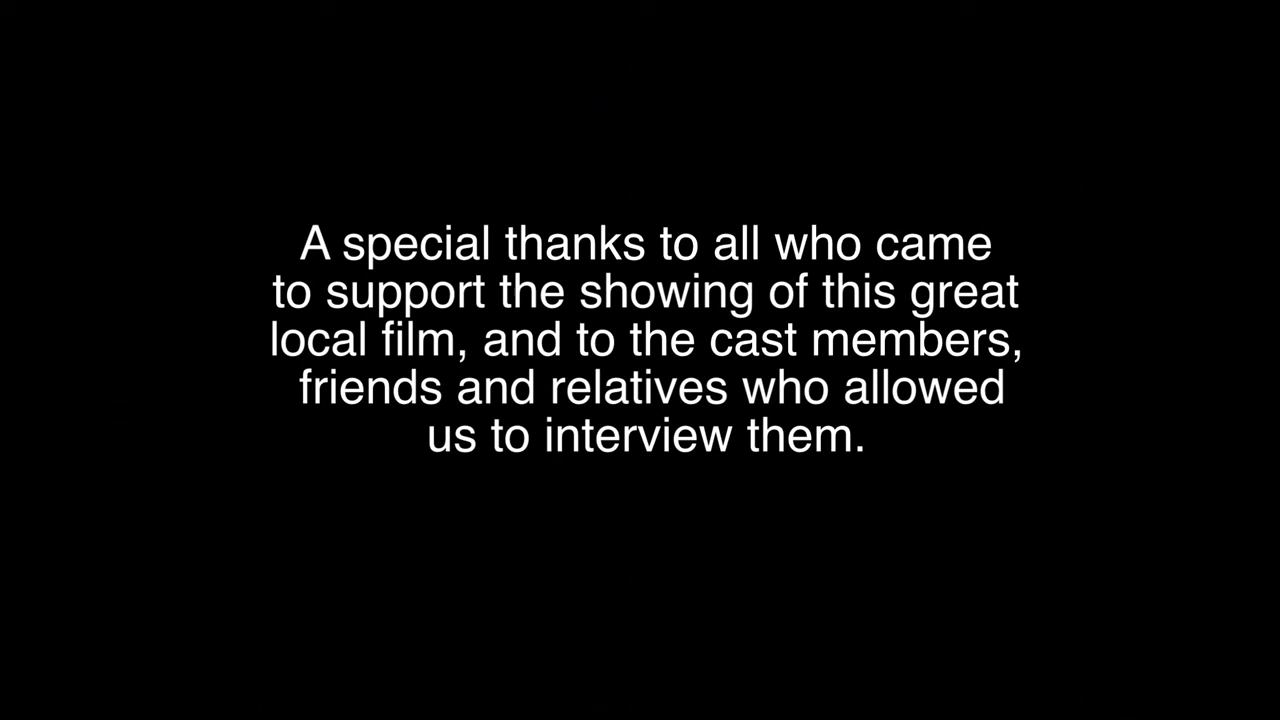 A special thanks to all who came
to support the showing of this great
local film, and to the cast members,
friends and relatives who allowed
us to interview them.